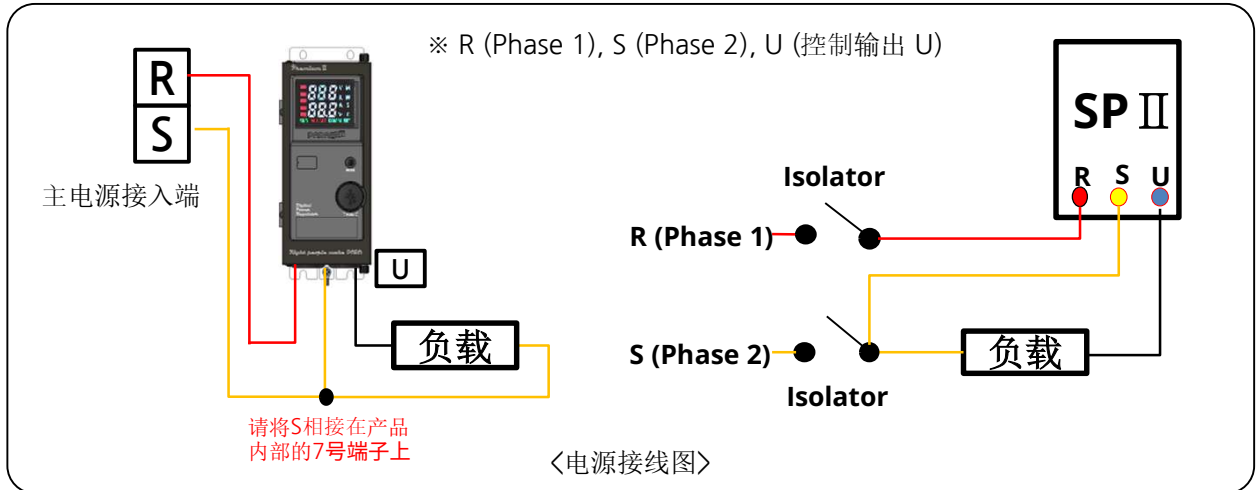 ※ R (Phase 1), S (Phase 2), U (控制输出 U)
R
S
主电源接入端
U
负载
请将S相接在产品
内部的7号端子上
SP Ⅱ
R S U
Isolator
R (Phase 1)
S (Phase 2)
负载
Isolator
〈电源接线图〉